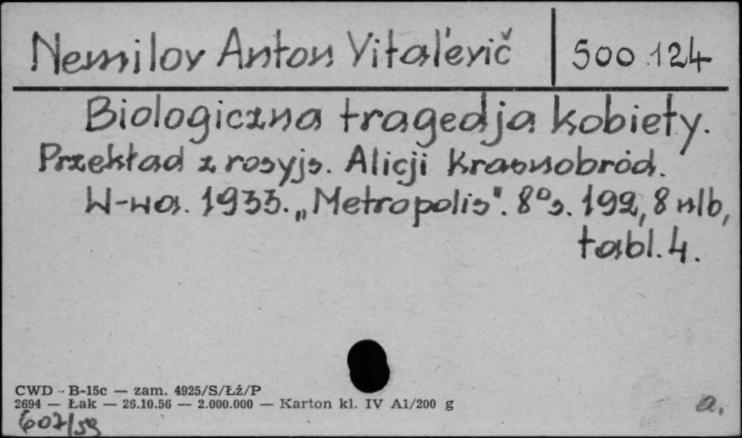 Nemilov Anton Vital'evič 500.124
Biologiczna tragedja kobiety.
Przekład z rosyjs. Alicji Krasnobród.
W-wa. 1933. „Metropolis". 8° s. 192, 8 nlb,
tabl. 4.
CWD - B-15c — zam. 4925/S/Łź/P
2694 — Łak — 26.10.56 — 2.000.000 — Karton kl. IV A1/200 g
607/59
a.